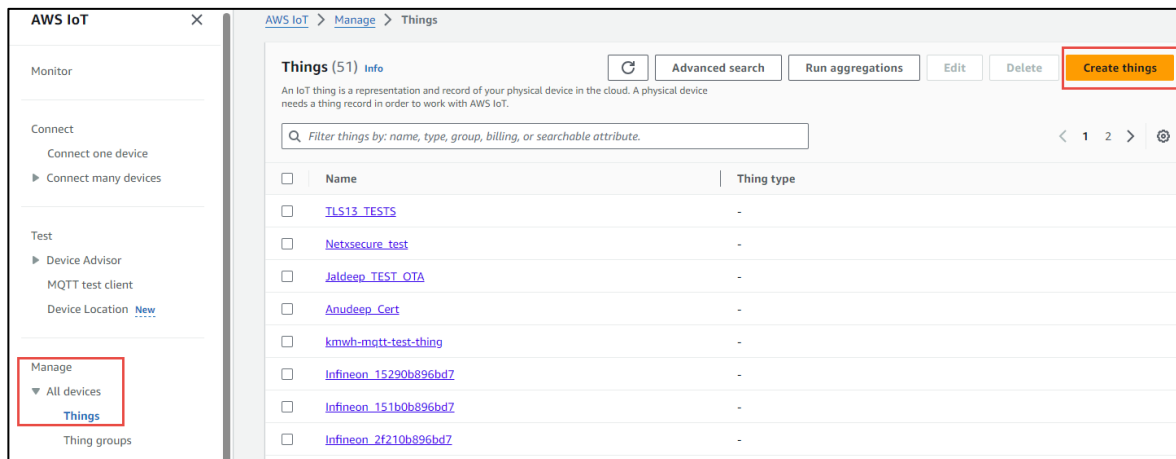 AWS IoT
Monitor
Connect
Connect one device
Connect many devices
Test
Device Advisor
MQTT test client
Device Location New
Manage
All devices
Things
Thing groups
AWS IoT > Manage > Things
Things (51) Info
Advanced search
Run aggregations
Edit
Delete
Create things
An IoT thing is a representation and record of your physical device in the cloud. A physical device
needs a thing record in order to work with AWS IoT.
Filter things by: name, type, group, billing, or searchable attribute.
< 1 2 >
Name Thing type
TLS13_TESTS -
Netxsecure_test -
Jaldeep_TEST_OTA -
Anudeep_Cert -
kmwh-mqtt-test-thing -
Infineon_15290b896bd7 -
Infineon_151b0b896bd7 -
Infineon_2f210b896bd7 -